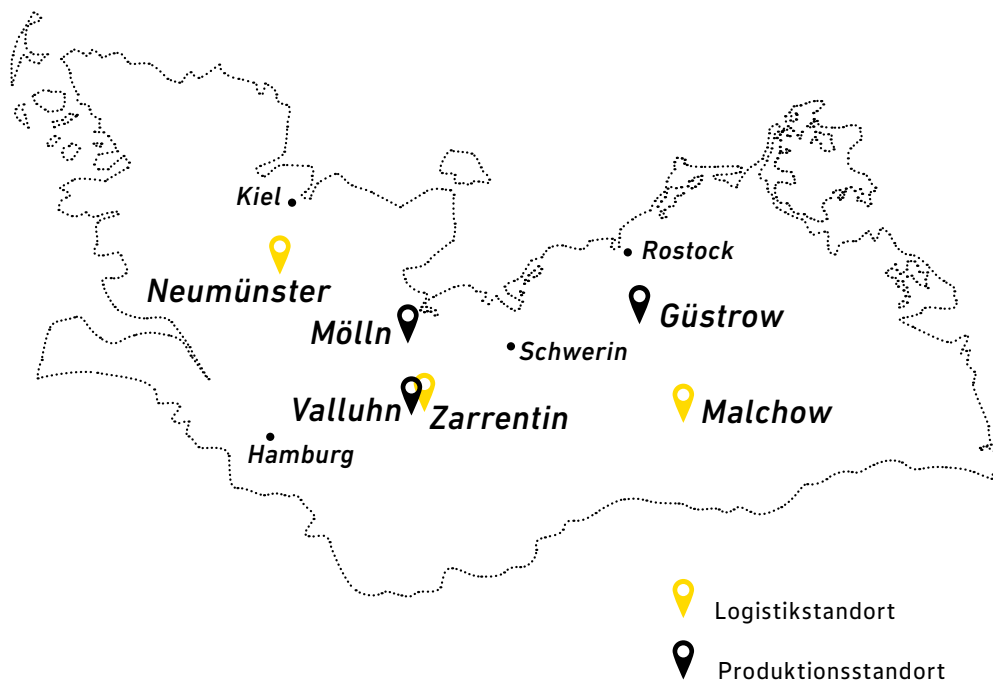 Kiel
Rostock
Neumünster
Güstrow
Mölln
Schwerin
Valluhn
Zarrentin
Malchow
Hamburg
Logistikstandort
Produktionsstandort